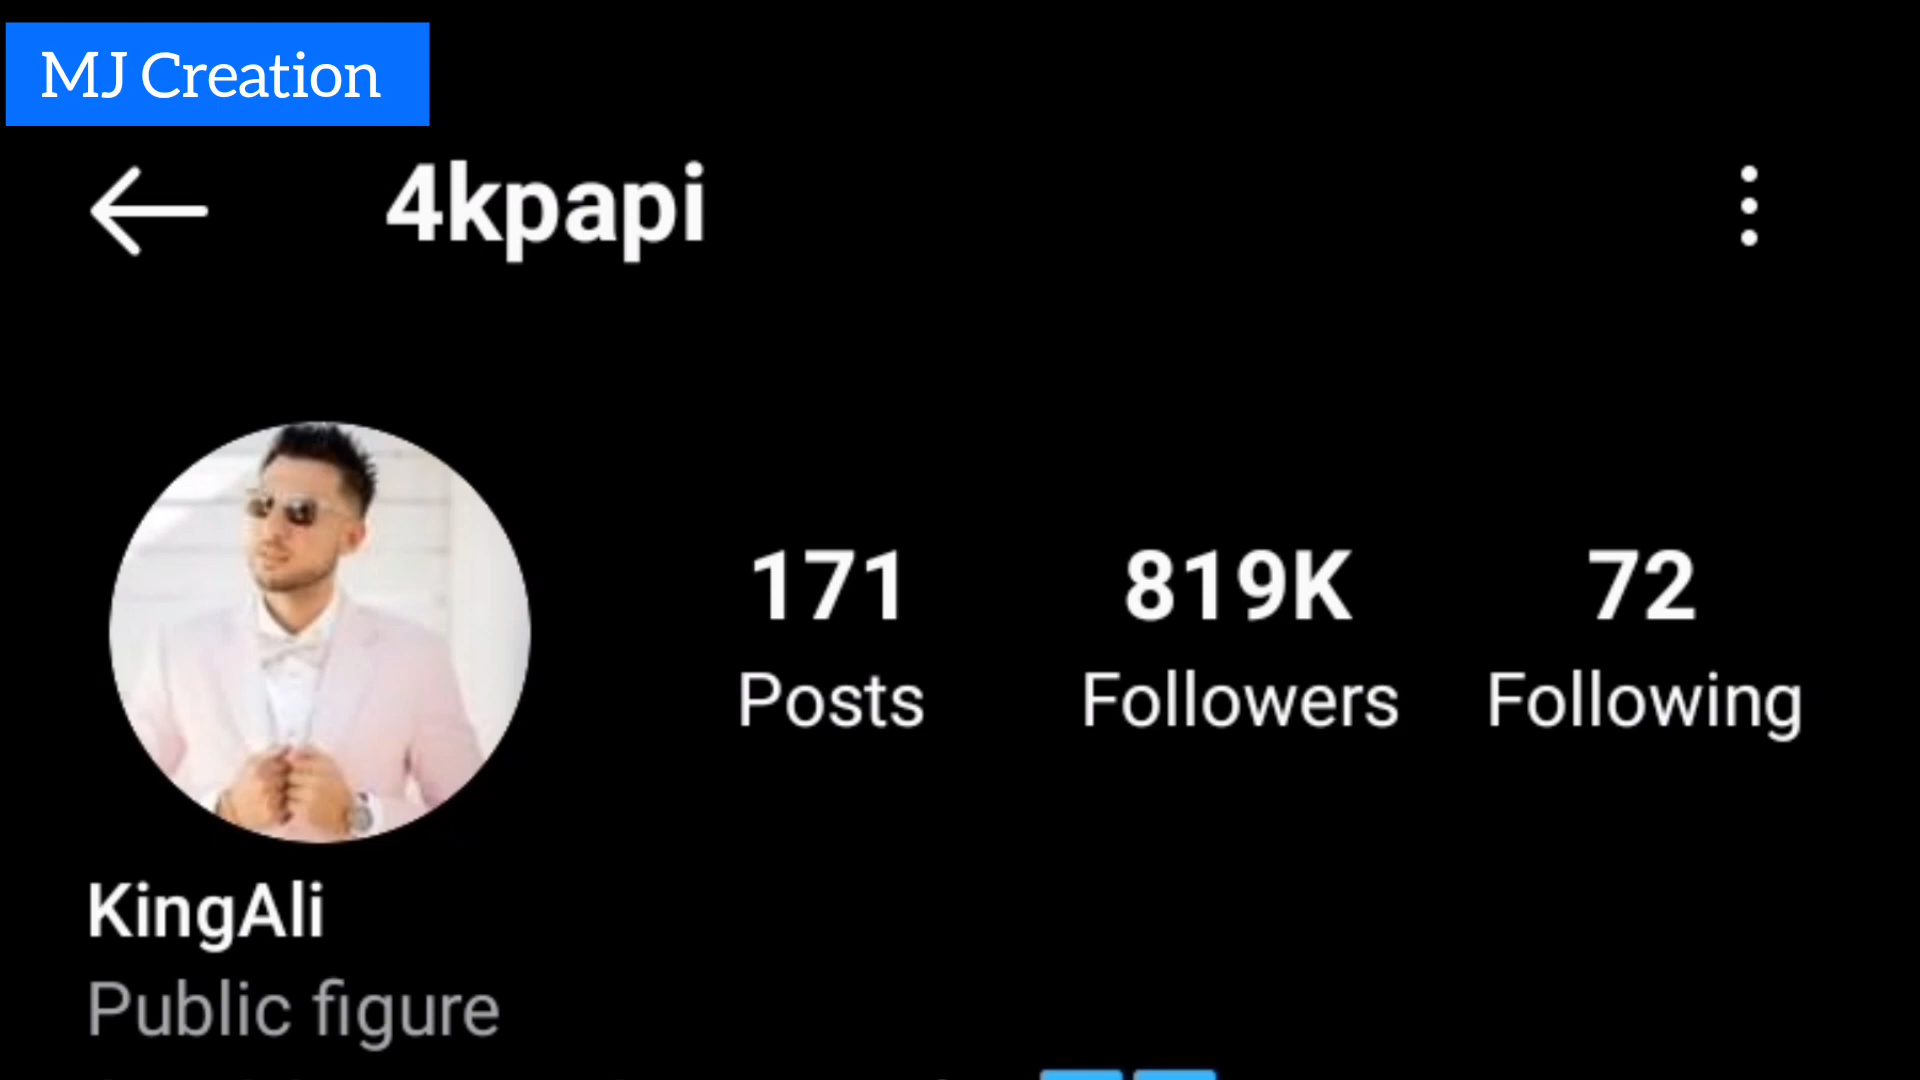 MJ Creation
4kpapi
171 819K 72
Posts Followers Following
KingAli
Public figure